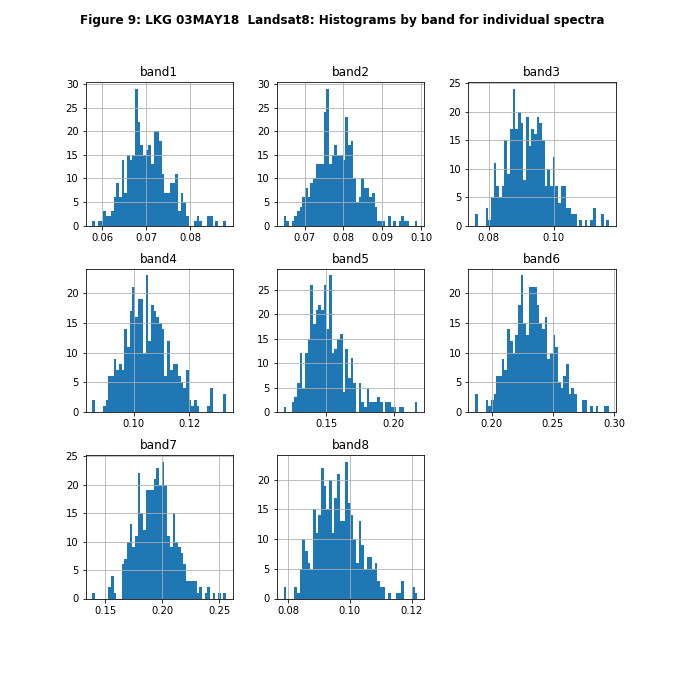 Figure 9: LKG 03MAY18  Landsat8: Histograms by band for individual spectra
band1 band2 band3
30 25 20 15 10 5 0
0.06 0.07 0.08
30 25 20 15 10 5 0
0.07 0.08 0.09 0.10
25 20 15 10 5 0
0.08 0.10
band4 band5 band6
20 15 10 5 0
0.10 0.12
25 20 15 10 5 0
0.15 0.20
20 15 10 5 0
0.20 0.25 0.30
band7 band8
25 20 15 10 5 0
0.15 0.20 0.25
20 15 10 5 0
0.08 0.10 0.12